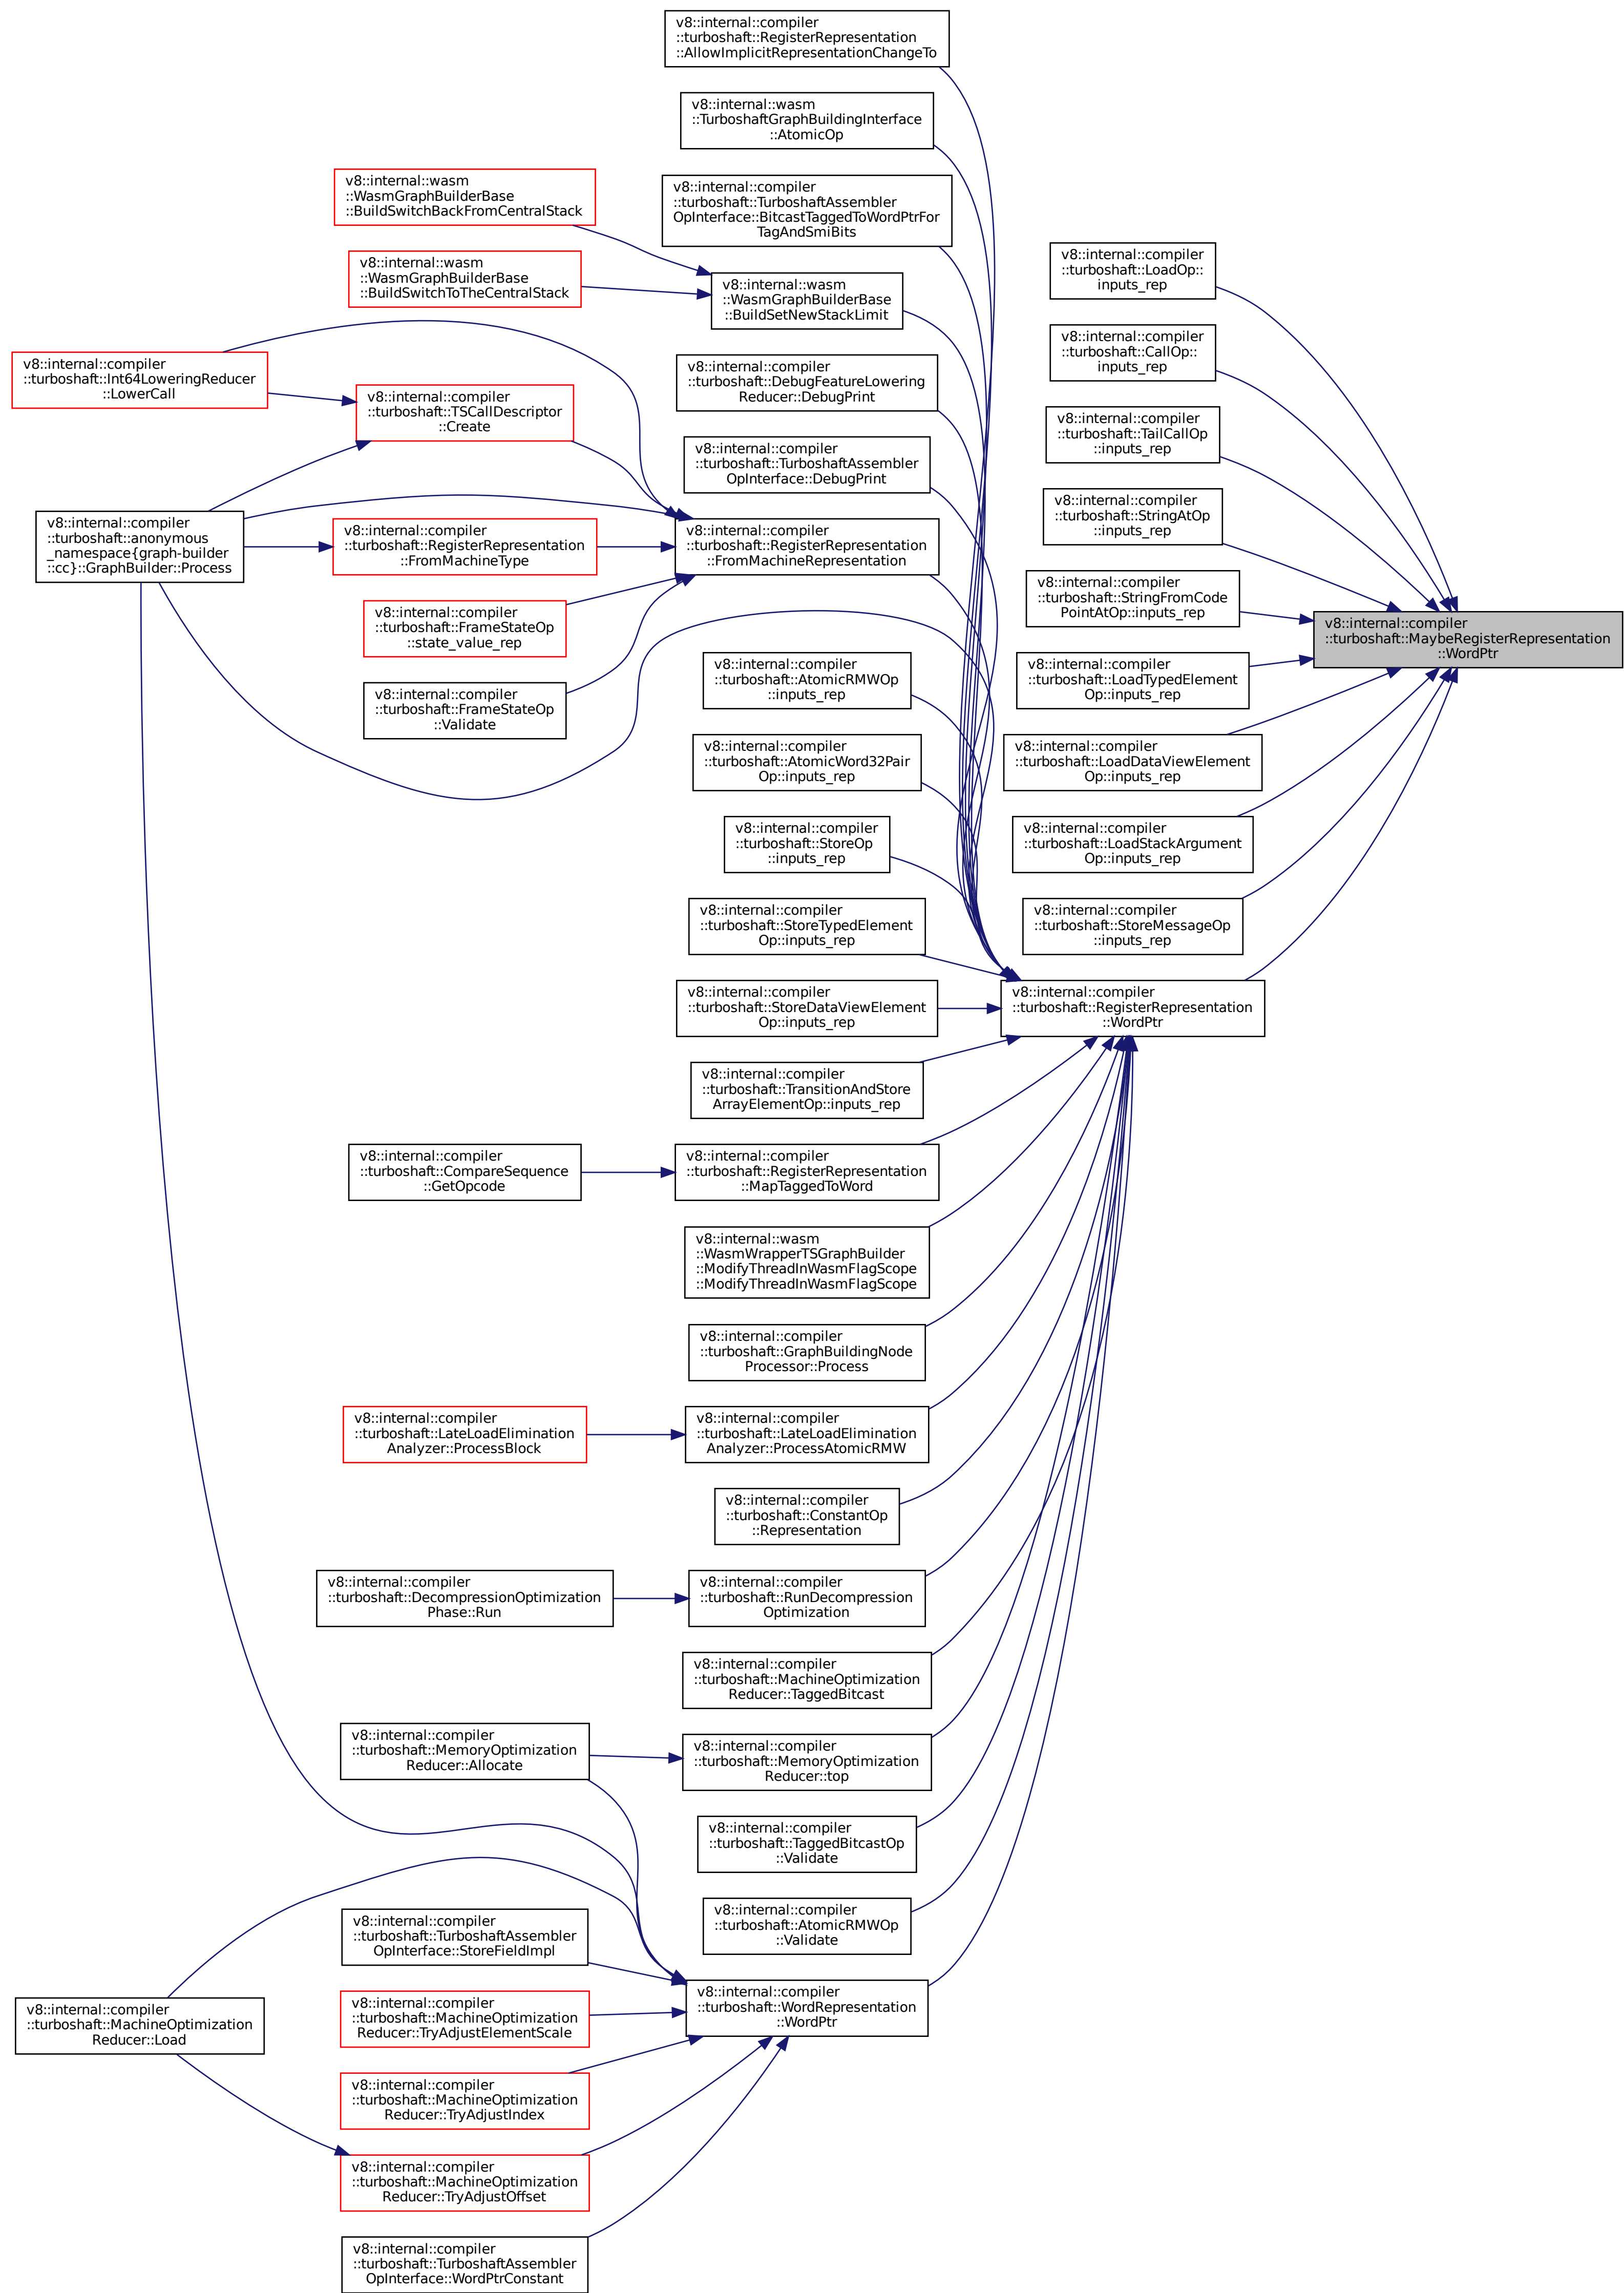 v8::internal::compiler
::turboshaft::RegisterRepresentation
::AllowImplicitRepresentationChangeTo
v8::internal::wasm
::TurboshaftGraphBuildingInterface
::AtomicOp
v8::internal::wasm
::WasmGraphBuilderBase
::BuildSwitchBackFromCentralStack
v8::internal::compiler
::turboshaft::TurboshaftAssembler
OpInterface::BitcastTaggedToWordPtrFor
TagAndSmiBits
v8::internal::compiler
::turboshaft::LoadOp::
inputs_rep
v8::internal::wasm
::WasmGraphBuilderBase
::BuildSwitchToTheCentralStack
v8::internal::wasm
::WasmGraphBuilderBase
::BuildSetNewStackLimit
v8::internal::compiler
::turboshaft::CallOp::
inputs_rep
v8::internal::compiler
::turboshaft::Int64LoweringReducer
::LowerCall
v8::internal::compiler
::turboshaft::DebugFeatureLowering
Reducer::DebugPrint
v8::internal::compiler
::turboshaft::TSCallDescriptor
::Create
v8::internal::compiler
::turboshaft::TailCallOp
::inputs_rep
v8::internal::compiler
::turboshaft::TurboshaftAssembler
OpInterface::DebugPrint
v8::internal::compiler
::turboshaft::StringAtOp
::inputs_rep
v8::internal::compiler
::turboshaft::anonymous
_namespace{graph-builder
::cc}::GraphBuilder::Process
v8::internal::compiler
::turboshaft::RegisterRepresentation
::FromMachineType
v8::internal::compiler
::turboshaft::RegisterRepresentation
::FromMachineRepresentation
v8::internal::compiler
::turboshaft::StringFromCode
PointAtOp::inputs_rep
v8::internal::compiler
::turboshaft::FrameStateOp
::state_value_rep
v8::internal::compiler
::turboshaft::MaybeRegisterRepresentation
::WordPtr
v8::internal::compiler
::turboshaft::AtomicRMWOp
::inputs_rep
v8::internal::compiler
::turboshaft::LoadTypedElement
Op::inputs_rep
v8::internal::compiler
::turboshaft::FrameStateOp
::Validate
v8::internal::compiler
::turboshaft::AtomicWord32Pair
Op::inputs_rep
v8::internal::compiler
::turboshaft::LoadDataViewElement
Op::inputs_rep
v8::internal::compiler
::turboshaft::StoreOp
::inputs_rep
v8::internal::compiler
::turboshaft::LoadStackArgument
Op::inputs_rep
v8::internal::compiler
::turboshaft::StoreTypedElement
Op::inputs_rep
v8::internal::compiler
::turboshaft::StoreMessageOp
::inputs_rep
v8::internal::compiler
::turboshaft::StoreDataViewElement
Op::inputs_rep
v8::internal::compiler
::turboshaft::RegisterRepresentation
::WordPtr
v8::internal::compiler
::turboshaft::TransitionAndStore
ArrayElementOp::inputs_rep
v8::internal::compiler
::turboshaft::CompareSequence
::GetOpcode
v8::internal::compiler
::turboshaft::RegisterRepresentation
::MapTaggedToWord
v8::internal::wasm
::WasmWrapperTSGraphBuilder
::ModifyThreadInWasmFlagScope
::ModifyThreadInWasmFlagScope
v8::internal::compiler
::turboshaft::GraphBuildingNode
Processor::Process
v8::internal::compiler
::turboshaft::LateLoadElimination
Analyzer::ProcessBlock
v8::internal::compiler
::turboshaft::LateLoadElimination
Analyzer::ProcessAtomicRMW
v8::internal::compiler
::turboshaft::ConstantOp
::Representation
v8::internal::compiler
::turboshaft::DecompressionOptimization
Phase::Run
v8::internal::compiler
::turboshaft::RunDecompression
Optimization
v8::internal::compiler
::turboshaft::MachineOptimization
Reducer::TaggedBitcast
v8::internal::compiler
::turboshaft::MemoryOptimization
Reducer::Allocate
v8::internal::compiler
::turboshaft::MemoryOptimization
Reducer::top
v8::internal::compiler
::turboshaft::TaggedBitcastOp
::Validate
v8::internal::compiler
::turboshaft::AtomicRMWOp
::Validate
v8::internal::compiler
::turboshaft::TurboshaftAssembler
OpInterface::StoreFieldImpl
v8::internal::compiler
::turboshaft::WordRepresentation
::WordPtr
v8::internal::compiler
::turboshaft::MachineOptimization
Reducer::TryAdjustElementScale
v8::internal::compiler
::turboshaft::MachineOptimization
Reducer::Load
v8::internal::compiler
::turboshaft::MachineOptimization
Reducer::TryAdjustIndex
v8::internal::compiler
::turboshaft::MachineOptimization
Reducer::TryAdjustOffset
v8::internal::compiler
::turboshaft::TurboshaftAssembler
OpInterface::WordPtrConstant